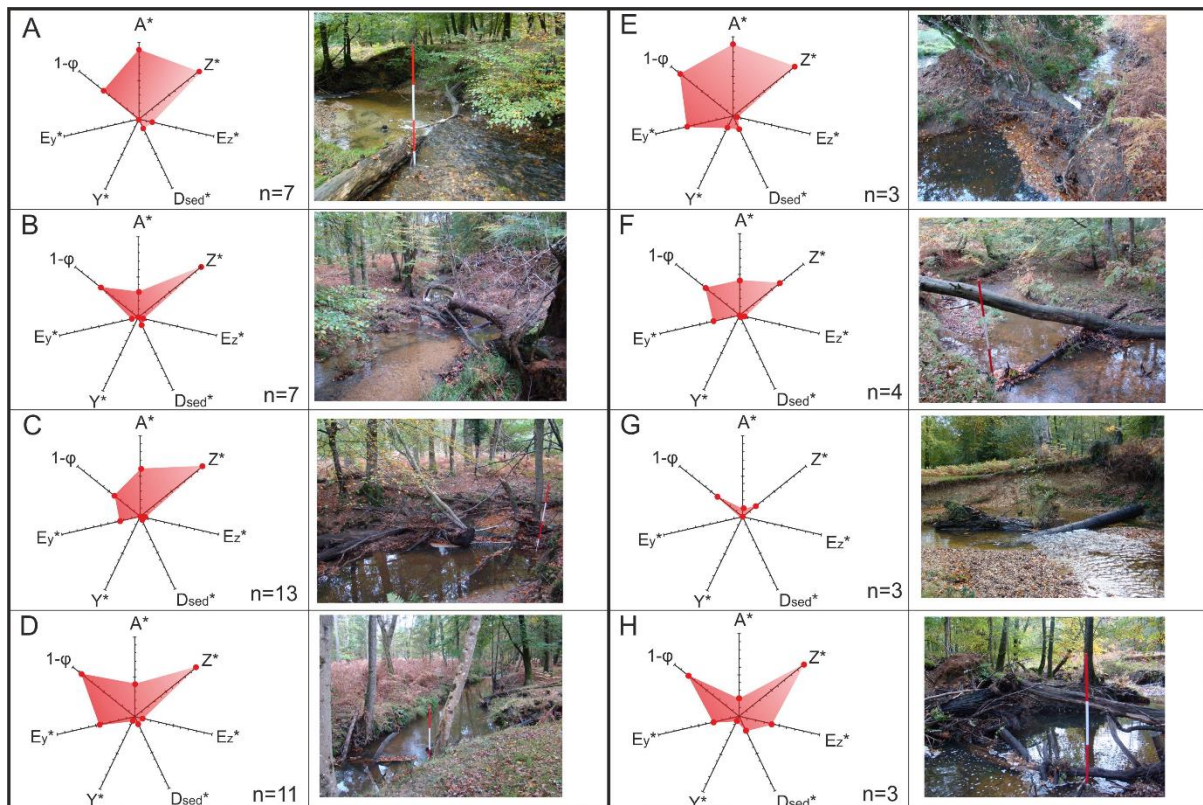 A
A*
1-φ
Z*
Ey*
Ez*
Y*
Dsed*
n=7
B
A*
1-φ
Z*
Ey*
Ez*
Y*
Dsed*
n=7
C
A*
1-φ
Z*
Ey*
Ez*
Y*
Dsed*
n=13
D
A*
1-φ
Z*
Ey*
Ez*
Y*
Dsed*
n=11
E
A*
1-φ
Z*
Ey*
Ez*
Y*
Dsed*
n=3
F
A*
1-φ
Z*
Ey*
Ez*
Y*
Dsed*
n=4
G
A*
1-φ
Z*
Ey*
Ez*
Y*
Dsed*
n=3
H
A*
1-φ
Z*
Ey*
Ez*
Y*
Dsed*
n=3